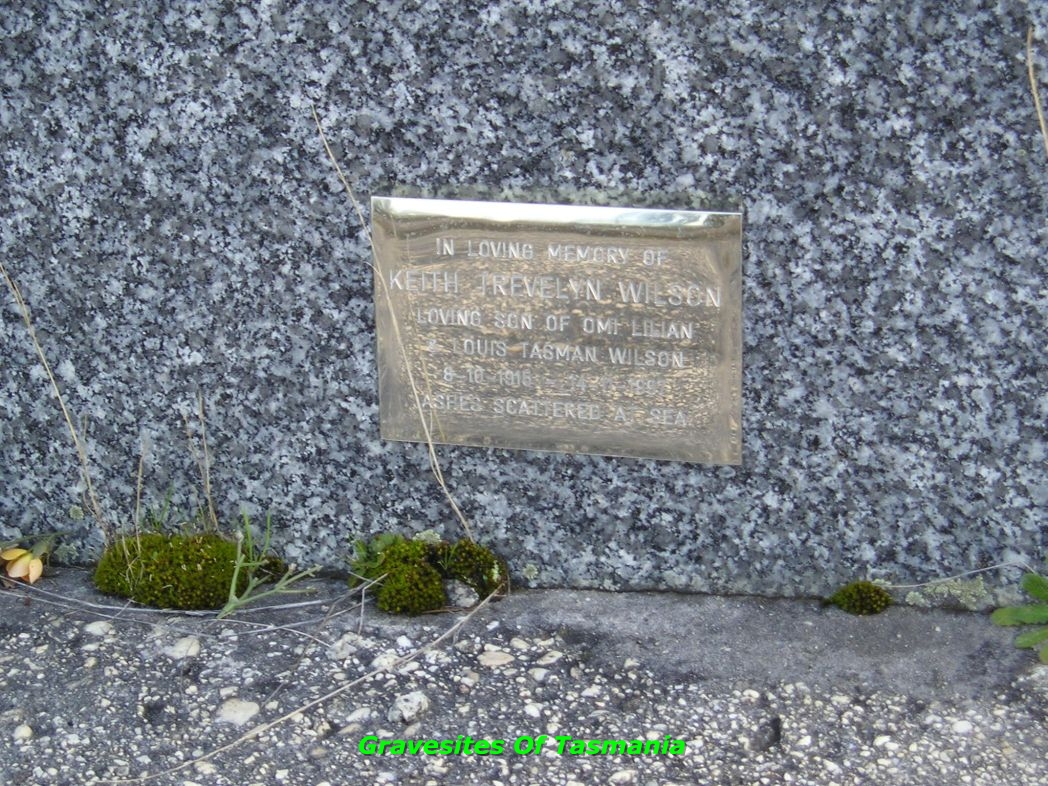 IN LOVING MEMORY OF
KEITH TREVELYN WILSON
LOVING SON OF OMI LILIAN
& LOUIS TASMAN WILSON
ASHES SCATTERED AT SEA
Gravesites Of Tasmania